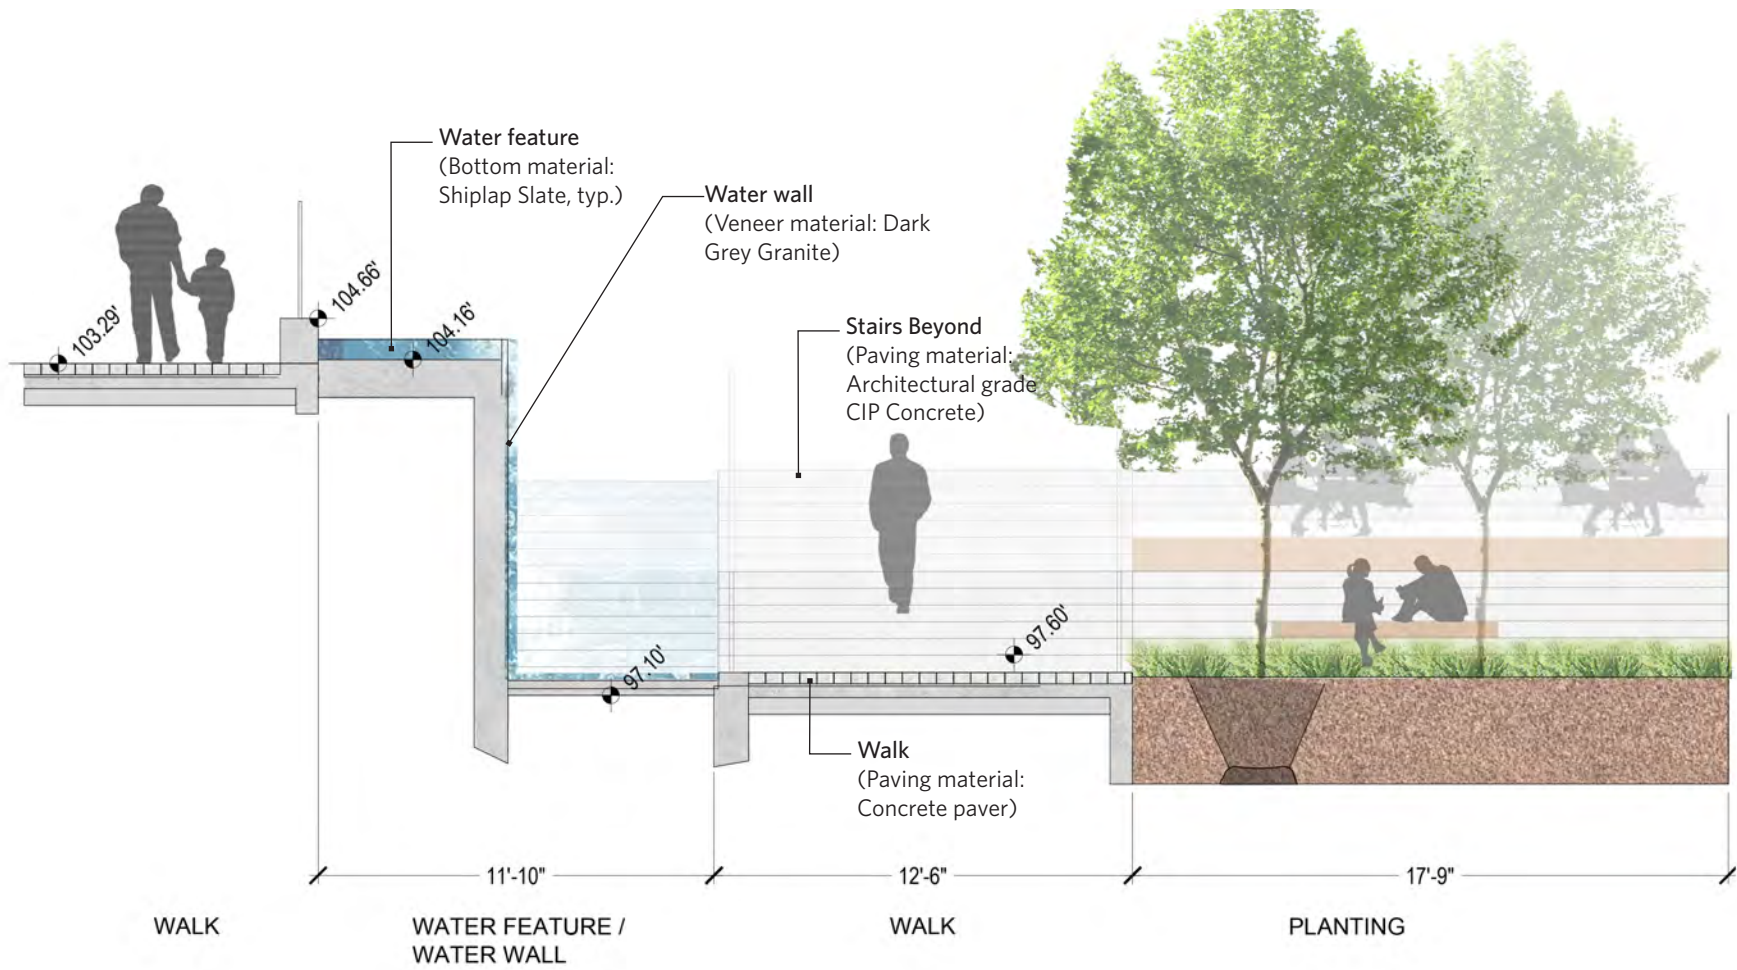 Water feature
(Bottom material:
Shiplap Slate, typ.)
Water wall
(Veneer material: Dark
Grey Granite)
103.29'
104.66'
104.16'
Stairs Beyond
(Paving material:
Architectural grade
CIP Concrete)
97.10'
97.60'
Walk
(Paving material:
Concrete paver)
11'-10"
12'-6"
17'-9"
WALK
WATER FEATURE /
WATER WALL
WALK
PLANTING